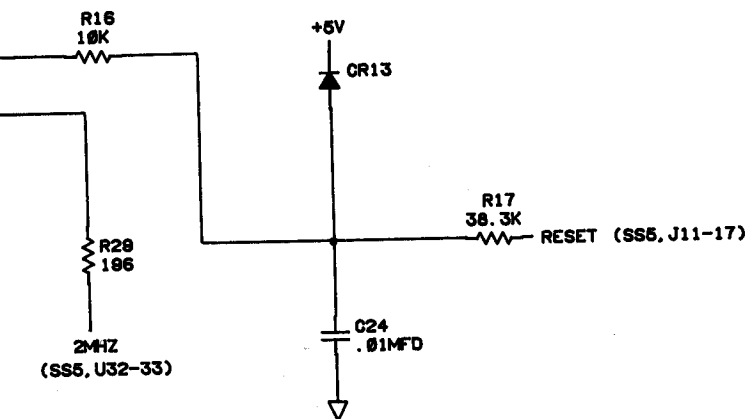 R16
10K
+5V
CR13
R17
38.3K
RESET (SS5,J11-17)
R29
196
C24
.01MFD
2MHZ
(SS5,U32-33)